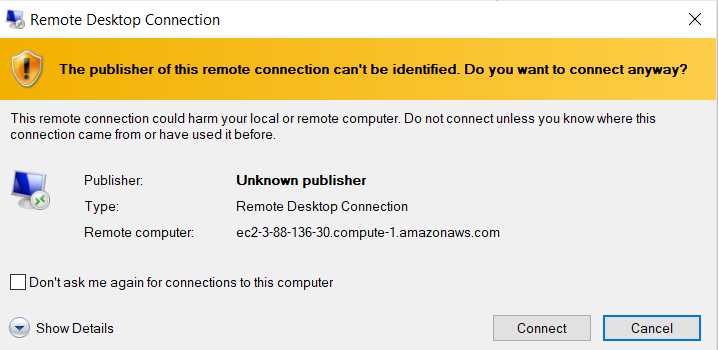 Remote Desktop Connection
The publisher of this remote connection can't be identified. Do you want to connect anyway?
This remote connection could harm your local or remote computer. Do not connect unless you know where this
connection came from or have used it before.
Publisher: Unknown publisher
Type: Remote Desktop Connection
Remote computer: ec2-3-88-136-30.compute-1.amazonaws.com
Don't ask me again for connections to this computer
Show Details Connect Cancel